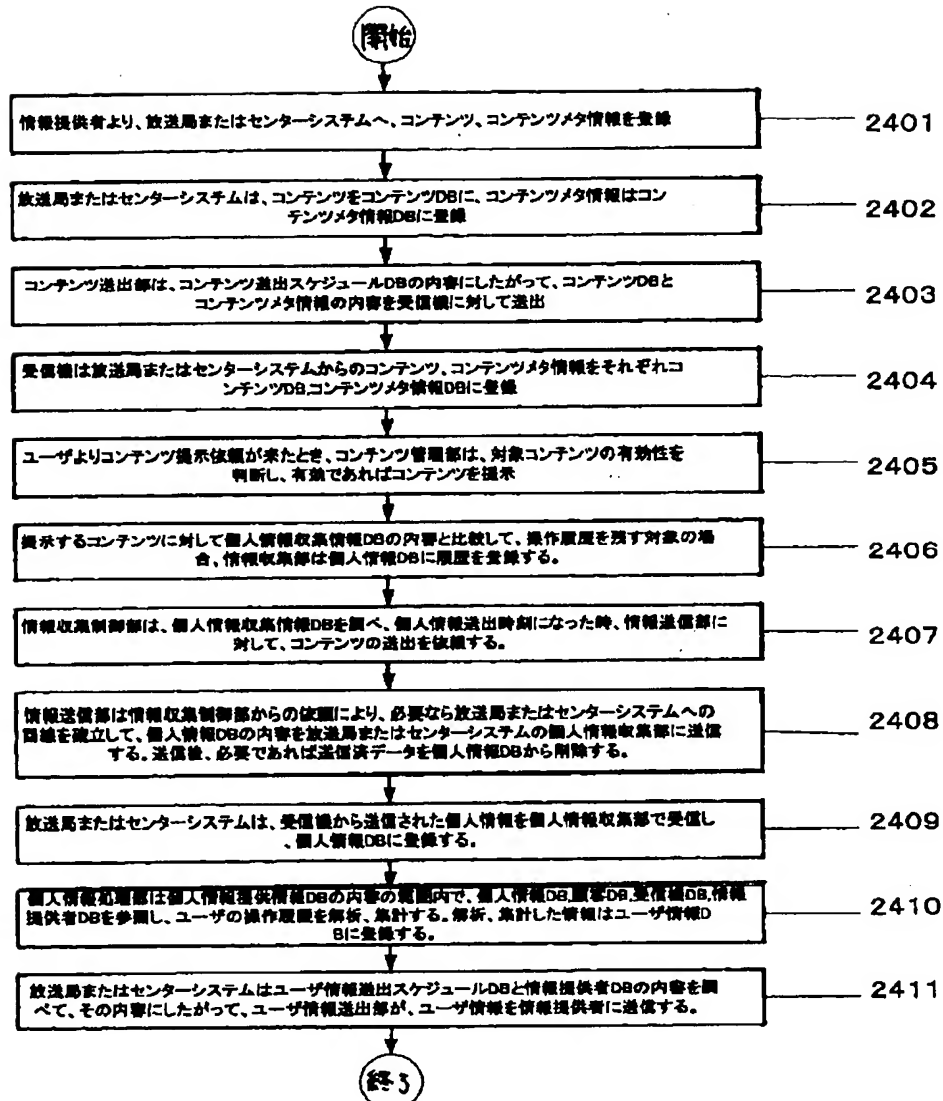 開始
情報提供者より、放送局またはセンターシステムへ、コンテンツ、コンテンツメタ情報を登録
2401
放送局またはセンターシステムは、コンテンツをコンテンツDBに、コンテンツメタ情報はコン
テンツメタ情報DBに登録
2402
コンテンツ送出部は、コンテンツ送出スケジュールDBの内容にしたがって、コンテンツDBと
コンテンツメタ情報の内容を受信機に対して送出
2403
受信機は放送局またはセンターシステムからのコンテンツ、コンテンツメタ情報をそれぞれコ
ンテンツDB,コンテンツメタ情報DBに登録
2404
ユーザよりコンテンツ提示依頼が来たとき、コンテンツ管理部は、対象コンテンツの有効性を
判断し、有効であればコンテンツを提示
2405
提示するコンテンツに対して個人情報収集情報DBの内容と比較して、操作履歴を残す対象の場
合、情報収集部は個人情報DBに履歴を登録する。
2406
情報収集制御部は、個人情報収集情報DBを調べ、個人情報送出時刻になった時、情報送信部に
対して、コンテンツの送出を依頼する。
2407
情報送信部は情報収集制御部からの依頼により、必要なら放送局またはセンターシステムへの
回線を確立して、個人情報DBの内容を放送局またはセンターシステムの個人情報収集部に送信
する。送信後、必要であれば送信済データを個人情報DBから削除する。
2408
放送局またはセンターシステムは、受信機から送信された個人情報を個人情報収集部で受信し
、個人情報DBに登録する。
2409
個人情報処理部は個人情報提供情報DBの内容の範囲内で、個人情報DB,顧客DB,受信機DB,情報
提供者DBを参照し、ユーザの操作履歴を解析、集計する。解析、集計した情報はユーザ情報D
Bに登録する。
2410
放送局またはセンターシステムはユーザ情報送出スケジュールDBと情報提供者DBの内容を調
べて、その内容にしたがって、ユーザ情報送出部が、ユーザ情報を情報提供者に送信する。
2411
終る